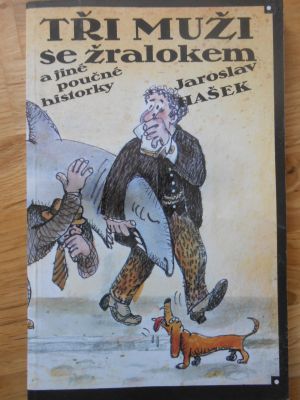 TŘI MUŽI
se žralokem
a jiné
poučné
historky
Jaroslav
HAŠEK